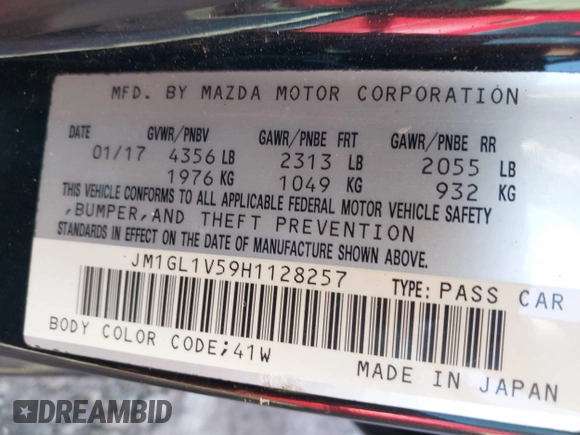 MFD. BY MAZDA MOTOR CORPORATION
DATE GVWR/PNBV GAWR/PNBE FRT GAWR/PNBE RR
01/17 4356 LB 2313 LB 2055 LB
1976 KG 1049 KG 932 KG
THIS VEHICLE CONFORMS TO ALL APPLICABLE FEDERAL MOTOR VEHICLE SAFETY
,BUMPER,AND THEFT PREVENTION
STANDARDS IN EFFECT ON THE DATE OF MANUFACTURE SHOWN ABOVE.
JM1GL1V59H1128257 TYPE: PASS CAR
BODY COLOR CODE;41W
MADE IN JAPAN
DREAMBID